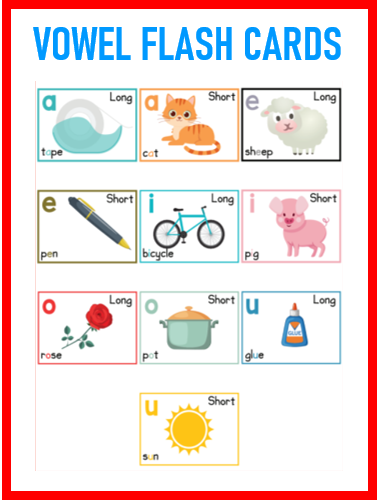 VOWEL FLASH CARDS
a Long
tape
a Short
cat
e Long
sheep
e Short
pen
i Long
bicycle
i Short
pig
o Long
rose
o Short
pot
u Long
GLUE
glue
u Short
sun